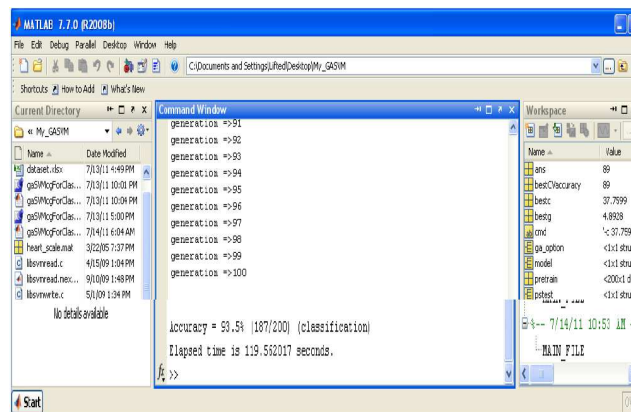 MATLAB 7.7.0 (R2008b)
File Edit Debug Parallel Desktop Window Help
C:\Documents and Settings\Lifted\Desktop\My_GASVM
Shortcuts How to Add What's New
Current Directory
« My_GASVM
Name Date Modified
dataset.xlsx 7/13/11 4:49 PM
gaSVMcgForClas... 7/13/11 10:01 PM
gaSVMcgForClas... 7/13/11 10:04 PM
gaSVMcgForClas... 7/13/11 5:00 PM
gaSVMcgForClas... 7/14/11 6:04 AM
heart_scale.mat 3/22/05 7:37 PM
libsvmread.c 4/15/09 1:04 PM
libsvmread.mex... 9/10/09 1:48 PM
libsvmwrite.c 5/1/09 1:34 PM
No details available
Command Window
generation =>91
generation =>92
generation =>93
generation =>94
generation =>95
generation =>96
generation =>97
generation =>98
generation =>99
generation =>100
Accuracy = 93.5% (187/200) (classification)
Elapsed time is 119.562017 seconds.
fx >>
Workspace
Name Value
ans 89
bestCVaccuracy 89
bestc 37.7599
bestg 4.8928
cmd '-c 37.759
ga_option <1x1 stru
model <1x1 stru
pretrain <200x1 d
pstest <1x1 stru
%-- 7/14/11 10:53 AM
MAIN_FILE
Start